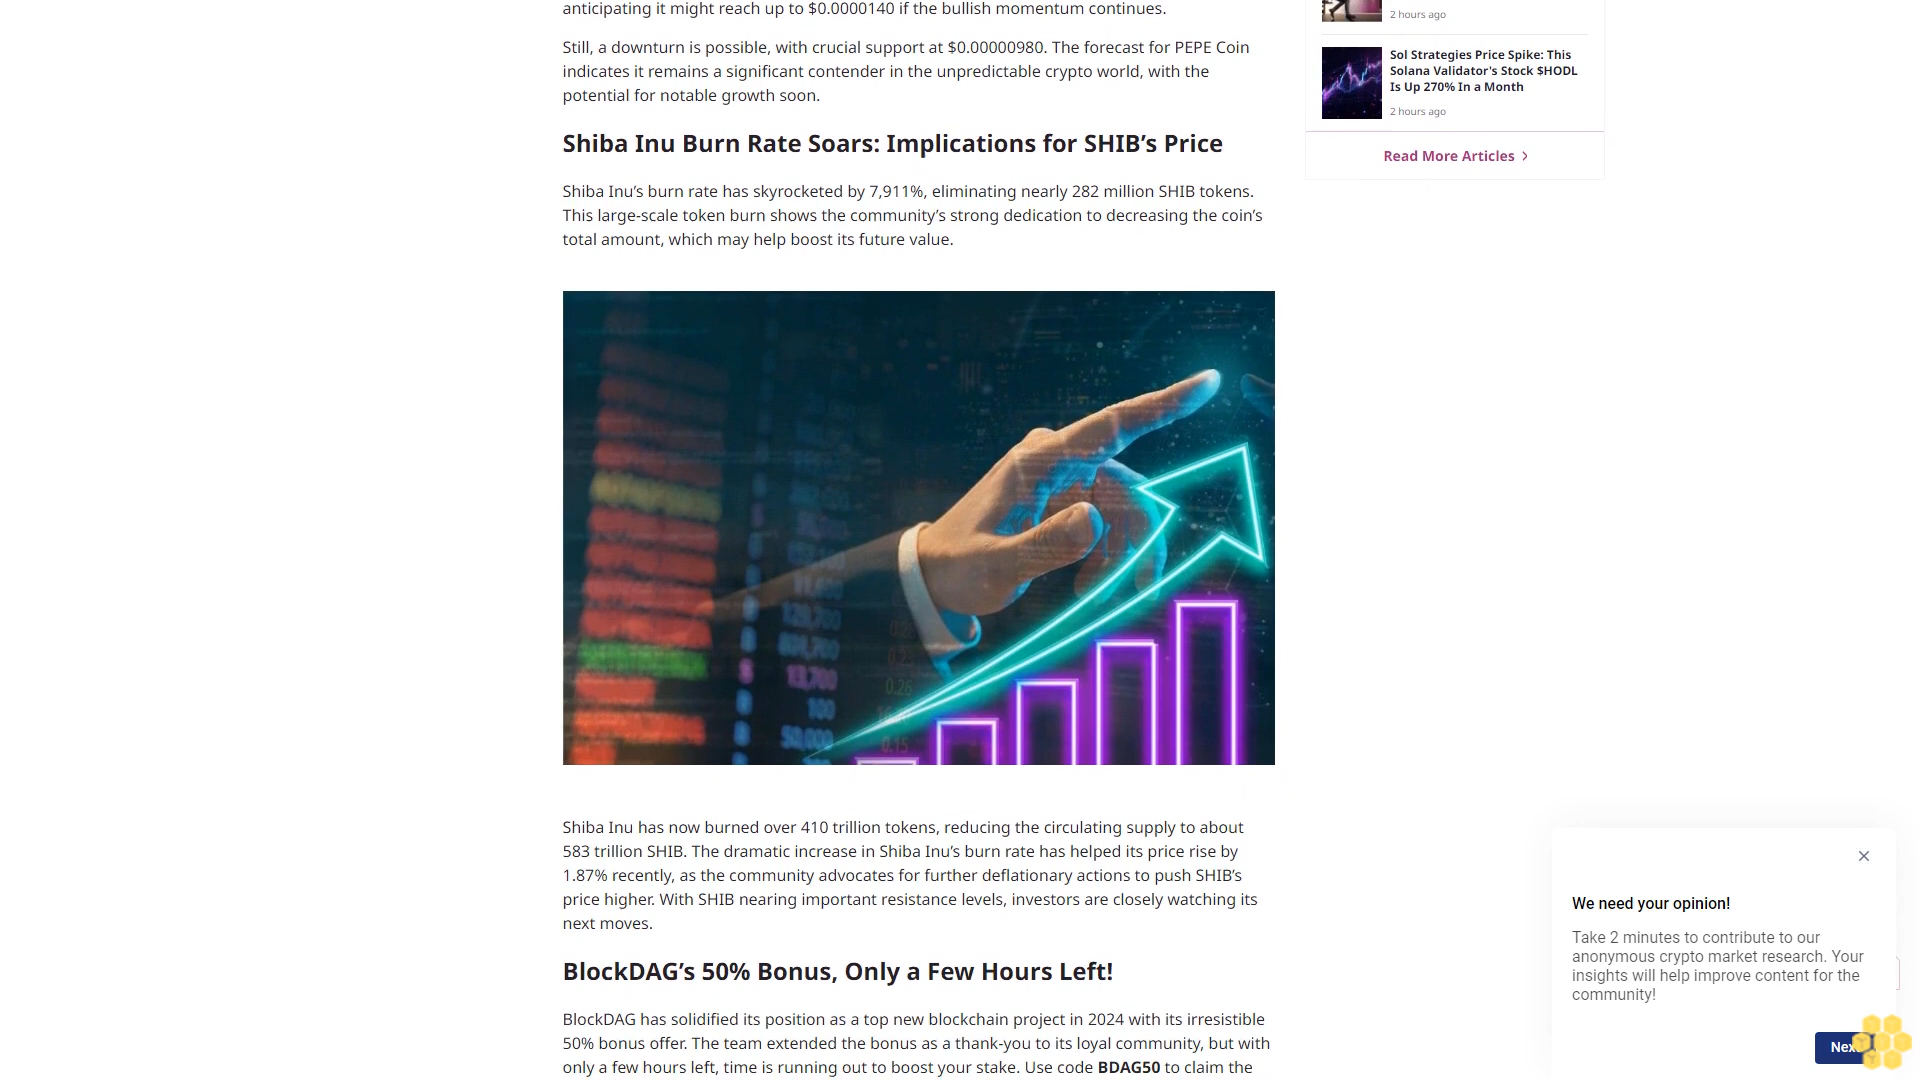 anticipating it might reach up to $0.0000140 if the bullish momentum continues.
Still, a downturn is possible, with crucial support at $0.00000980. The forecast for PEPE Coin
indicates it remains a significant contender in the unpredictable crypto world, with the
potential for notable growth soon.
Shiba Inu Burn Rate Soars: Implications for SHIB’s Price
Shiba Inu’s burn rate has skyrocketed by 7,911%, eliminating nearly 282 million SHIB tokens.
This large-scale token burn shows the community’s strong dedication to decreasing the coin’s
total amount, which may help boost its future value.
13,700
100
50,000
0.26
0.15
Shiba Inu has now burned over 410 trillion tokens, reducing the circulating supply to about
583 trillion SHIB. The dramatic increase in Shiba Inu’s burn rate has helped its price rise by
1.87% recently, as the community advocates for further deflationary actions to push SHIB’s
price higher. With SHIB nearing important resistance levels, investors are closely watching its
next moves.
BlockDAG’s 50% Bonus, Only a Few Hours Left!
BlockDAG has solidified its position as a top new blockchain project in 2024 with its irresistible
50% bonus offer. The team extended the bonus as a thank-you to its loyal community, but with
only a few hours left, time is running out to boost your stake. Use code BDAG50 to claim the
2 hours ago
Sol Strategies Price Spike: This
Solana Validator's Stock $HODL
Is Up 270% In a Month
2 hours ago
Read More Articles
We need your opinion!
Take 2 minutes to contribute to our
anonymous crypto market research. Your
insights will help improve content for the
community!